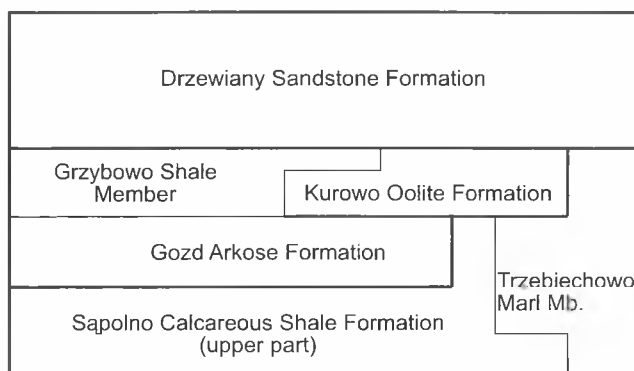 Drzewiany Sandstone Formation
Grzybowo Shale
Member
Kurowo Oolite Formation
Gozd Arkose Formation
Trzebiechowo
Marl Mb.
Sąpolno Calcareous Shale Formation
(upper part)